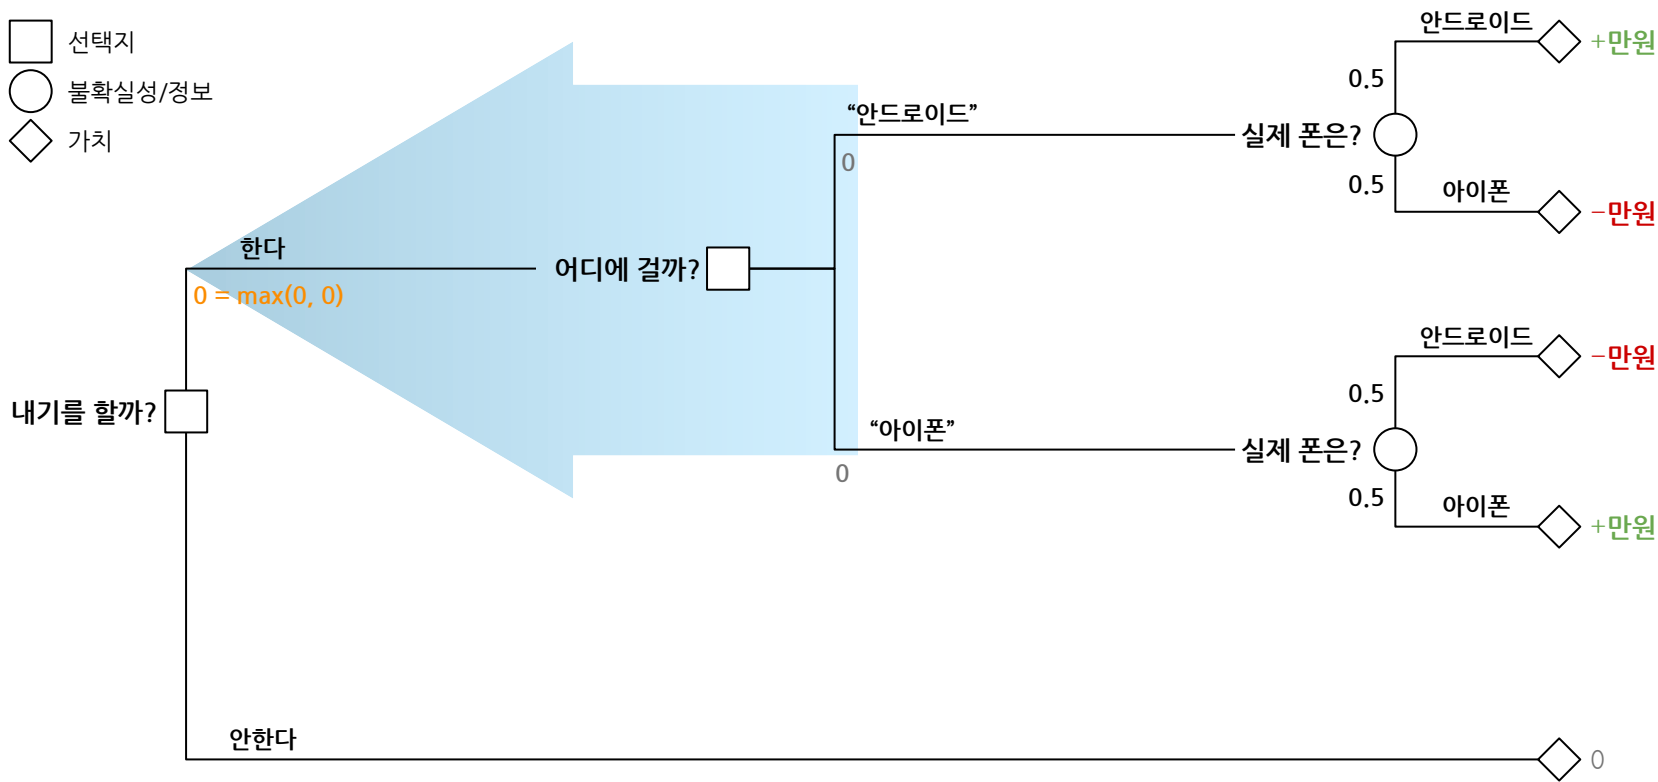 선택지
불확실성/정보
가치
안드로이드
+만원
0.5
“안드로이드”
실제 폰은?
0
0.5
아이폰
−만원
한다
어디에 걸까?
0 = max(0, 0)
안드로이드
−만원
0.5
내기를 할까?
“아이폰”
실제 폰은?
0
0.5
아이폰
+만원
안한다
0